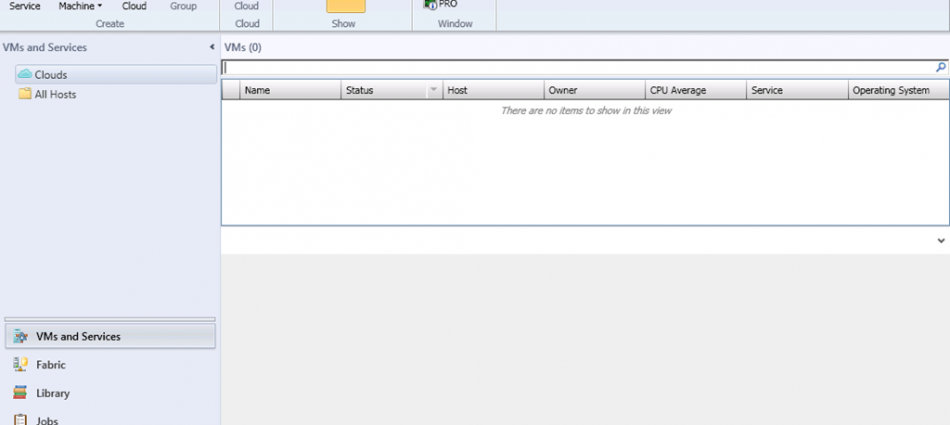 Service Machine Cloud Group Cloud PRO
Create Cloud Show Window
VMs and Services
Clouds
All Hosts
VMs (0)
Name Status Host Owner CPU Average Service Operating System
There are no items to show in this view
VMs and Services
Fabric
Library
Jobs